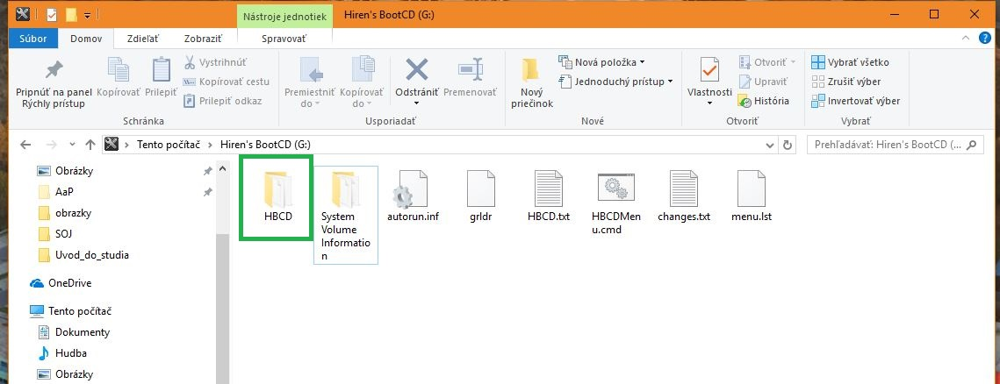 Nástroje jednotiek
Hiren's BootCD (G:)
Súbor
Domov
Zdieľať
Zobraziť
Spravovať
Pripnúť na panel
Rýchly prístup
Kopírovať
Prilepiť
Vystrihnúť
Kopírovať cestu
Prilepiť odkaz
Schránka
Premiestniť
do
Kopírovať
do
Odstrániť
Premenovať
Usporiadať
Nový
priečinok
Nová položka
Jednoduchý prístup
Nové
Vlastnosti
Otvoriť
Upraviť
História
Otvoriť
Vybrať všetko
Zrušiť výber
Invertovať výber
Vybrať
Tento počítač
Hiren's BootCD (G:)
Prehľadávať: Hiren's BootCD (...
Obrázky
AaP
obrazky
SOJ
Uvod_do_studia
OneDrive
Tento počítač
Dokumenty
Hudba
Obrázky
HBCD
System
Volume
Informatio
n
autorun.inf
grldr
HBCD.txt
HBCDMen
u.cmd
changes.txt
menu.lst